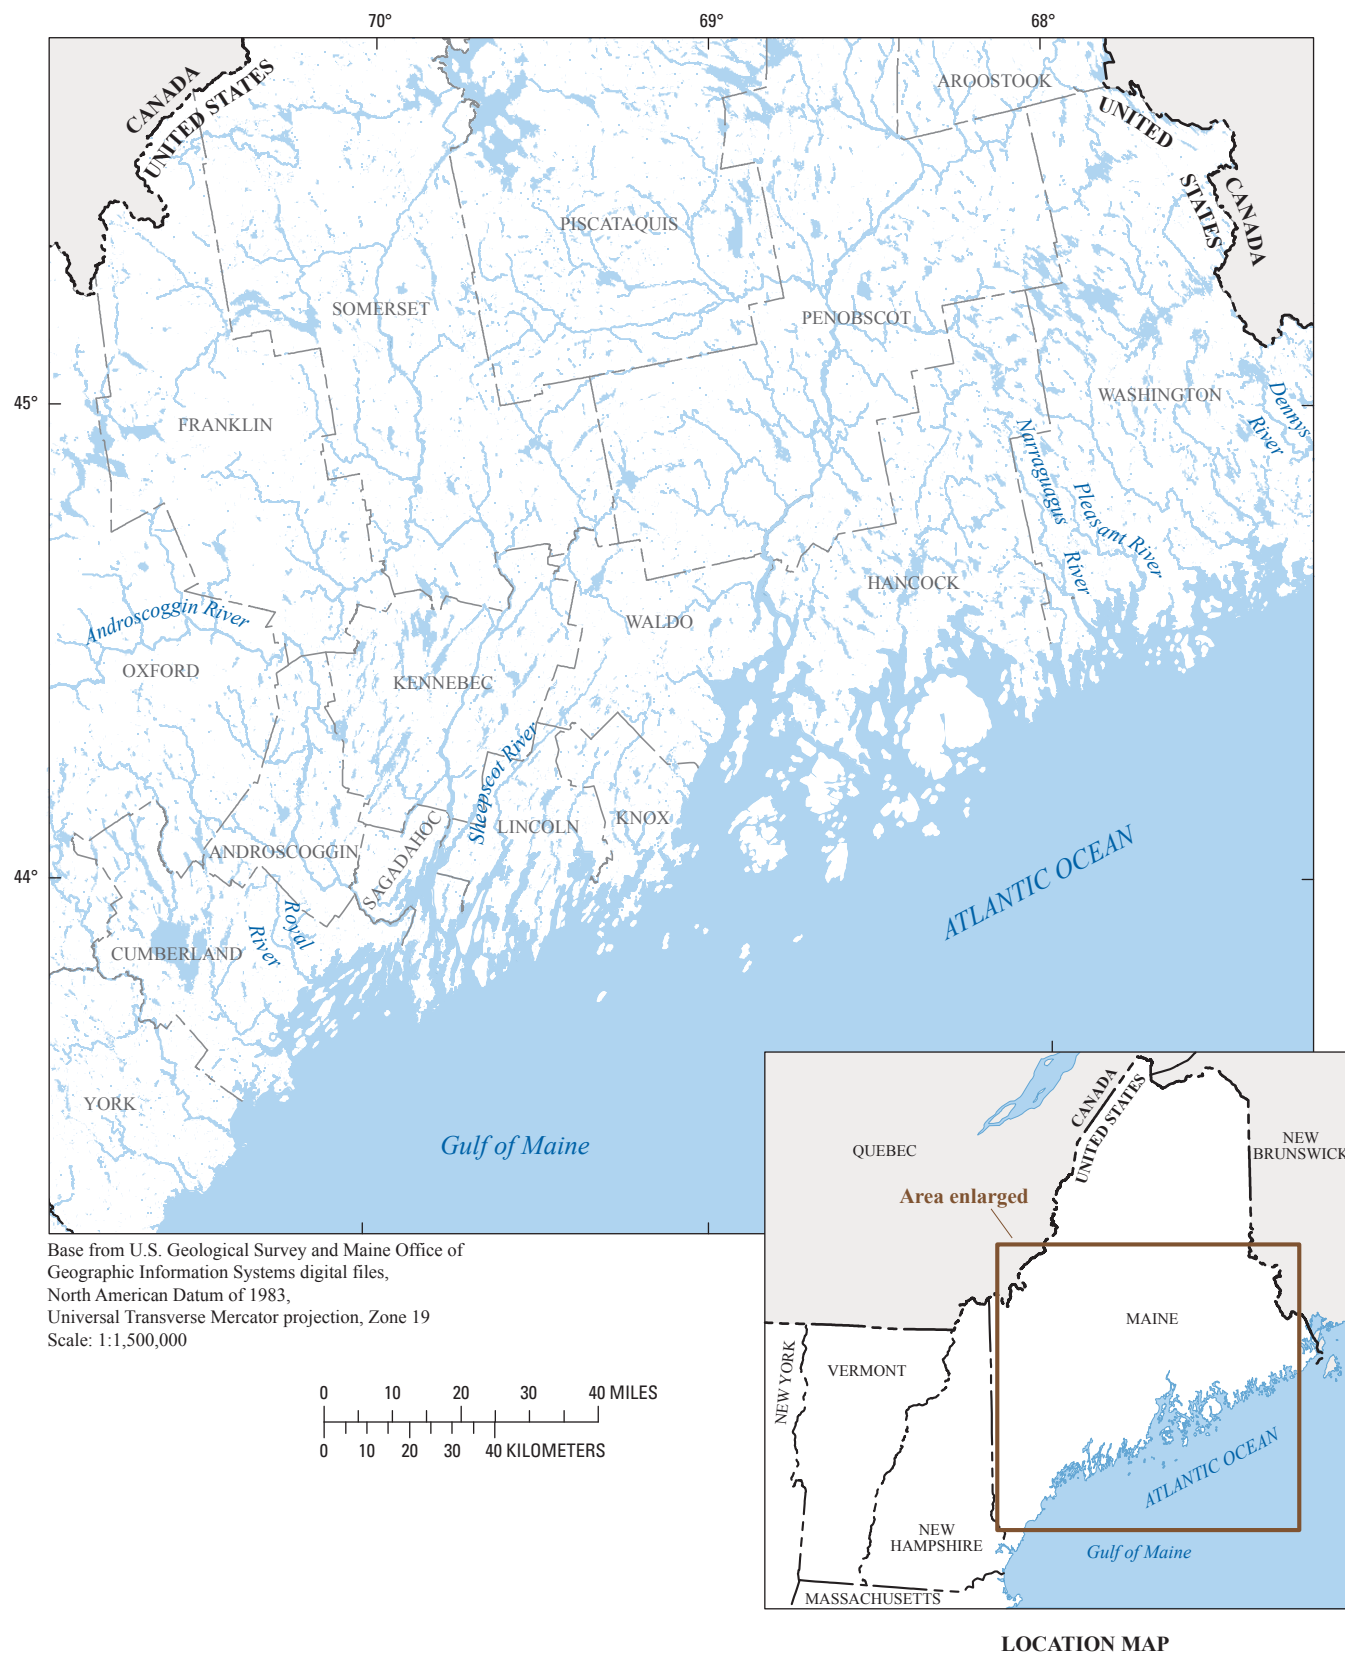 70°
69°
68°
CANADA
UNITED STATES
AROOSTOOK
UNITED
STATES
CANADA
PISCATAQUIS
SOMERSET
PENOBSCOT
45°
WASHINGTON
FRANKLIN
Dennys
River
Narraguagus
River
Pleasant River
HANCOCK
Androscoggin River
WALDO
OXFORD
KENNEBEC
Sheepscot River
KNOX
LINCOLN
SAGADAHOC
ANDROSCOGGIN
44°
ATLANTIC OCEAN
Royal
River
CUMBERLAND
YORK
Gulf of Maine
Base from U.S. Geological Survey and Maine Office of
Geographic Information Systems digital files,
North American Datum of 1983,
Universal Transverse Mercator projection, Zone 19
Scale: 1:1,500,000
0 10 20 30 40 MILES
0 10 20 30 40 KILOMETERS
CANADA
UNITED STATES
QUEBEC
NEW
BRUNSWICK
Area enlarged
MAINE
NEW YORK
VERMONT
ATLANTIC OCEAN
NEW
HAMPSHIRE
Gulf of Maine
MASSACHUSETTS
LOCATION MAP